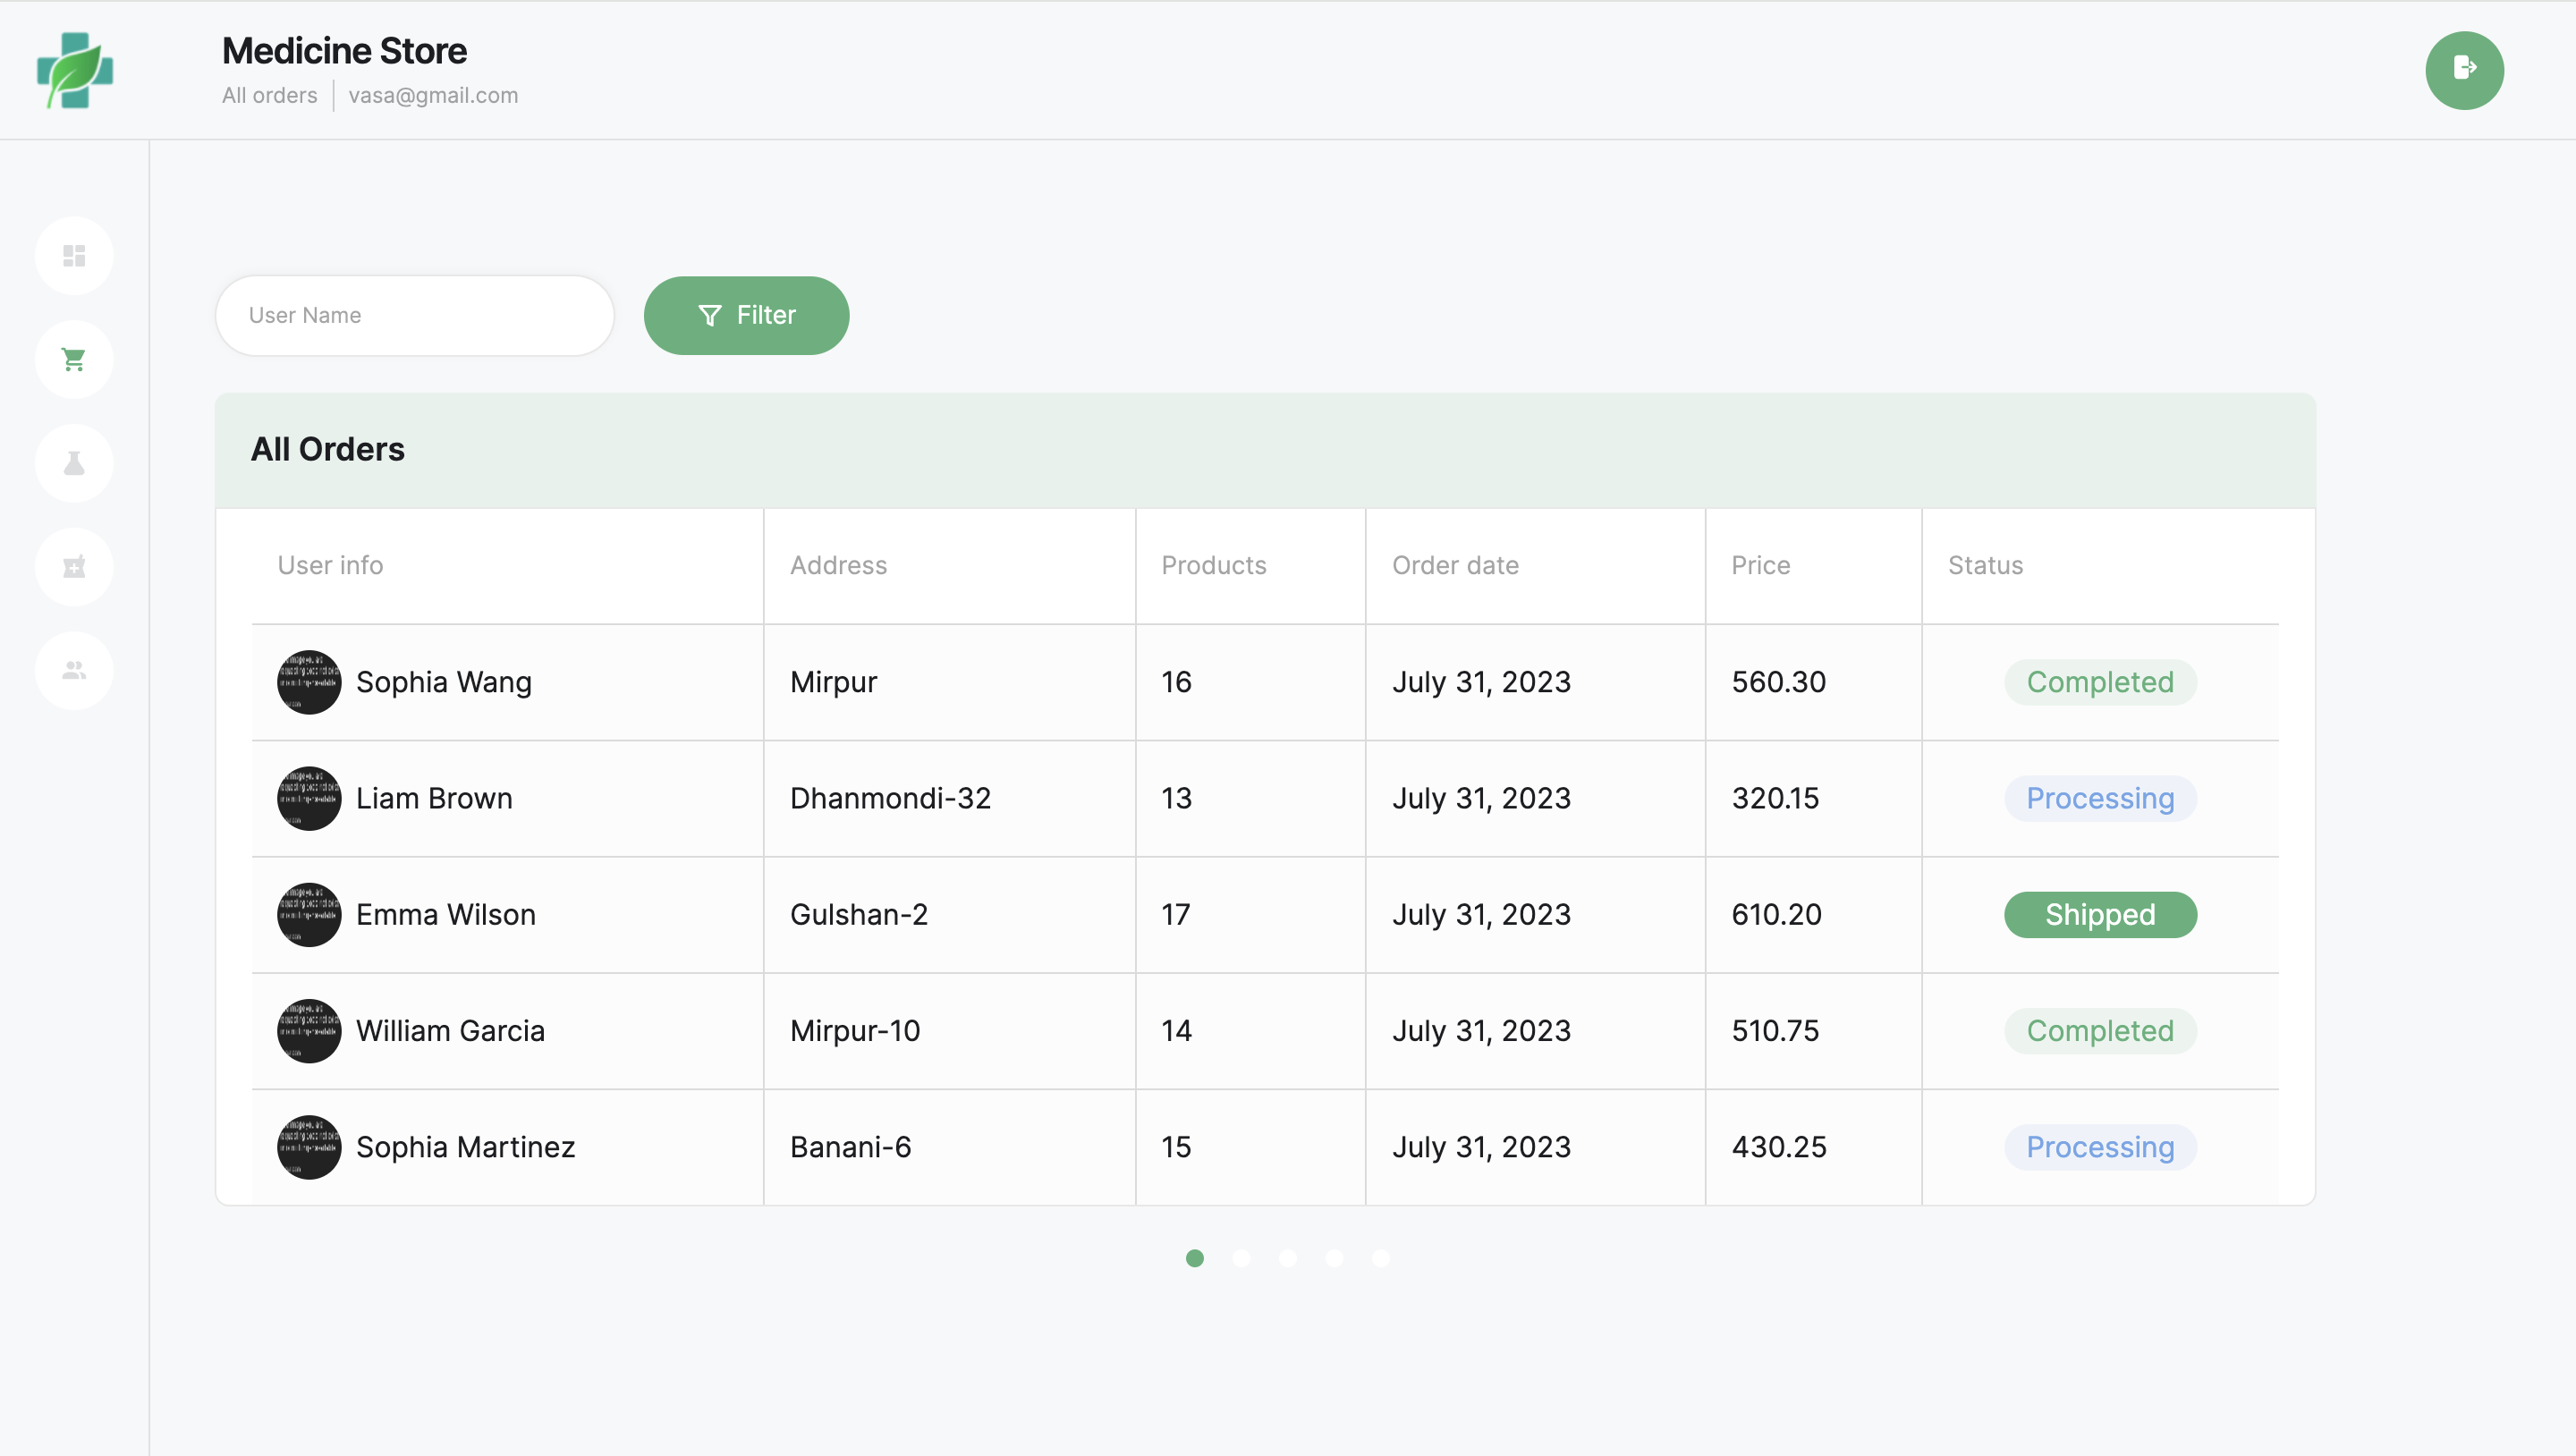 Medicine Store
All orders
vasa@gmail.com
User Name
Filter
All Orders
User info Address Products Order date Price Status
Sophia Wang Mirpur 16 July 31, 2023 560.30 Completed
Liam Brown Dhanmondi-32 13 July 31, 2023 320.15 Processing
Emma Wilson Gulshan-2 17 July 31, 2023 610.20 Shipped
William Garcia Mirpur-10 14 July 31, 2023 510.75 Completed
Sophia Martinez Banani-6 15 July 31, 2023 430.25 Processing